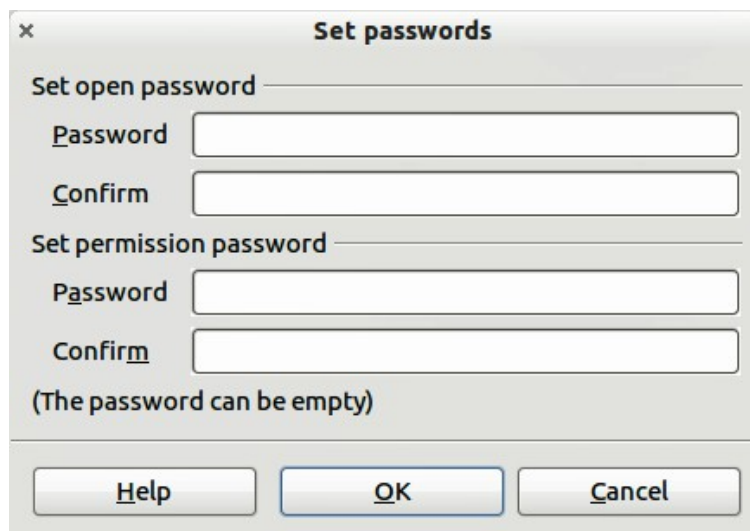 Set passwords
Set open password
Password
Confirm
Set permission password
Password
Confirm
(The password can be empty)
Help OK Cancel